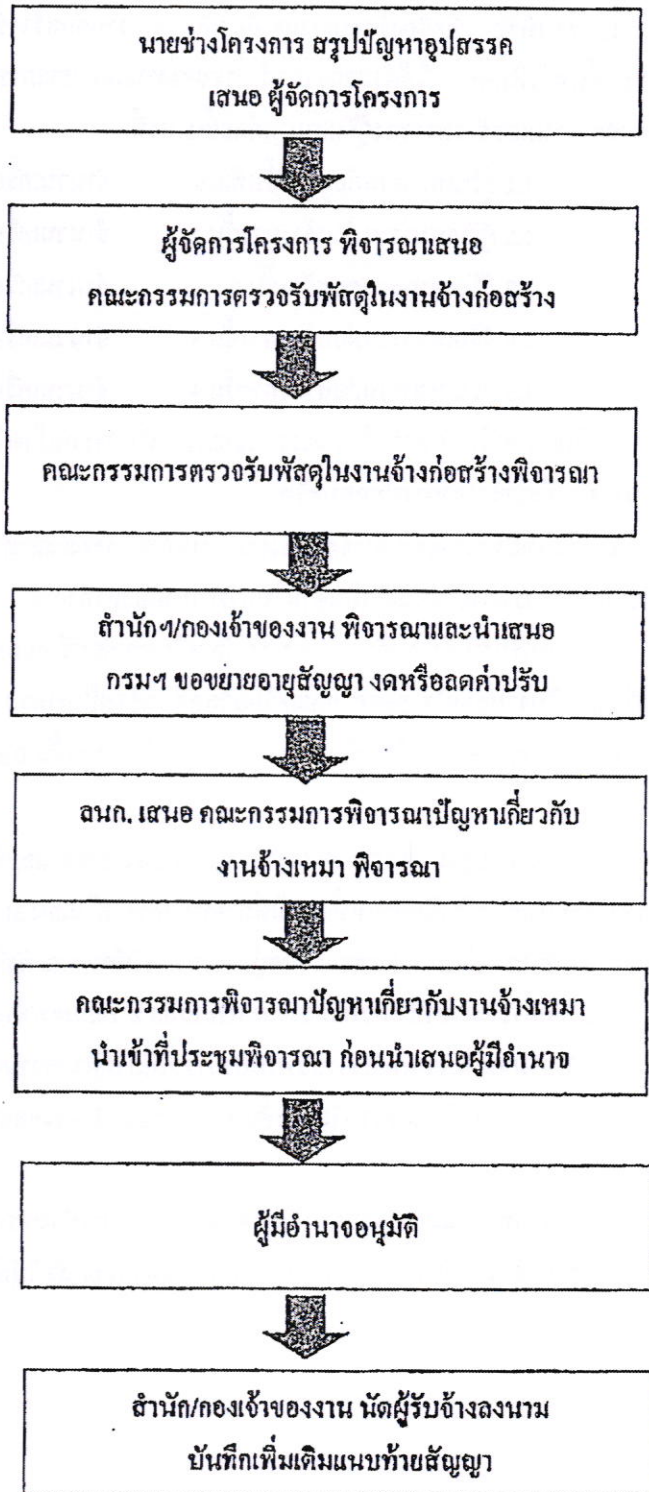 นายช่างโครงการ สรุปปัญหาอุปสรรค
เสนอ ผู้จัดการโครงการ
ผู้จัดการโครงการ พิจารณาเสนอ
คณะกรรมการตรวจรับพัสดุในงานจ้างก่อสร้าง
คณะกรรมการตรวจรับพัสดุในงานจ้างก่อสร้างพิจารณา
สำนักฯ/กองเจ้าของงาน พิจารณาและนำเสนอ
กรมฯ ขอขยายอายุสัญญา งดหรือลดค่าปรับ
ลนก. เสนอ คณะกรรมการพิจารณาปัญหาเกี่ยวกับ
งานจ้างเหมา พิจารณา
คณะกรรมการพิจารณาปัญหาเกี่ยวกับงานจ้างเหมา
นำเข้าที่ประชุมพิจารณา ก่อนนำเสนอผู้มีอำนาจ
ผู้มีอำนาจอนุมัติ
สำนัก/กองเจ้าของงาน นัดผู้รับจ้างลงนาม
บันทึกเพิ่มเติมแนบท้ายสัญญา